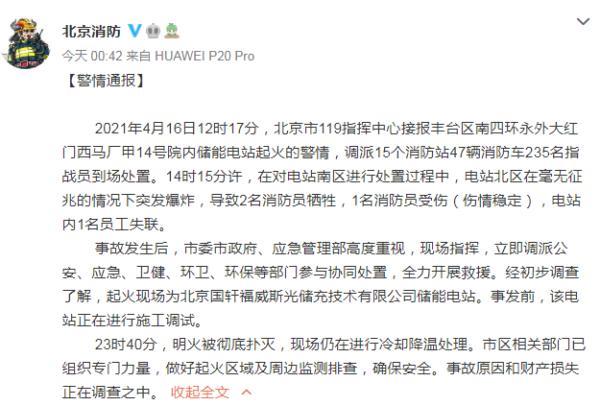 北京消防
今天 00:42 来自 HUAWEI P20 Pro
【警情通报】
2021年4月16日12时17分，北京市119指挥中心接报丰台区南四环永外大红
门西马厂甲14号院内储能电站起火的警情，调派15个消防站47辆消防车235名指
战员到场处置。14时15分许，在对电站南区进行处置过程中，电站北区在毫无征
兆的情况下突发爆炸，导致2名消防员牺牲，1名消防员受伤（伤情稳定），电站
内1名员工失联。
事故发生后，市委市政府、应急管理部高度重视，现场指挥，立即调派公
安、应急、卫健、环卫、环保等部门参与协同处置，全力开展救援。经初步调查
了解，起火现场为北京国轩福威斯光储充技术有限公司储能电站。事发前，该电
站正在进行施工调试。
23时40分，明火被彻底扑灭，现场仍在进行冷却降温处理。市区相关部门已
组织专门力量，做好起火区域及周边监测排查，确保安全。事故原因和财产损失
正在调查之中。 收起全文